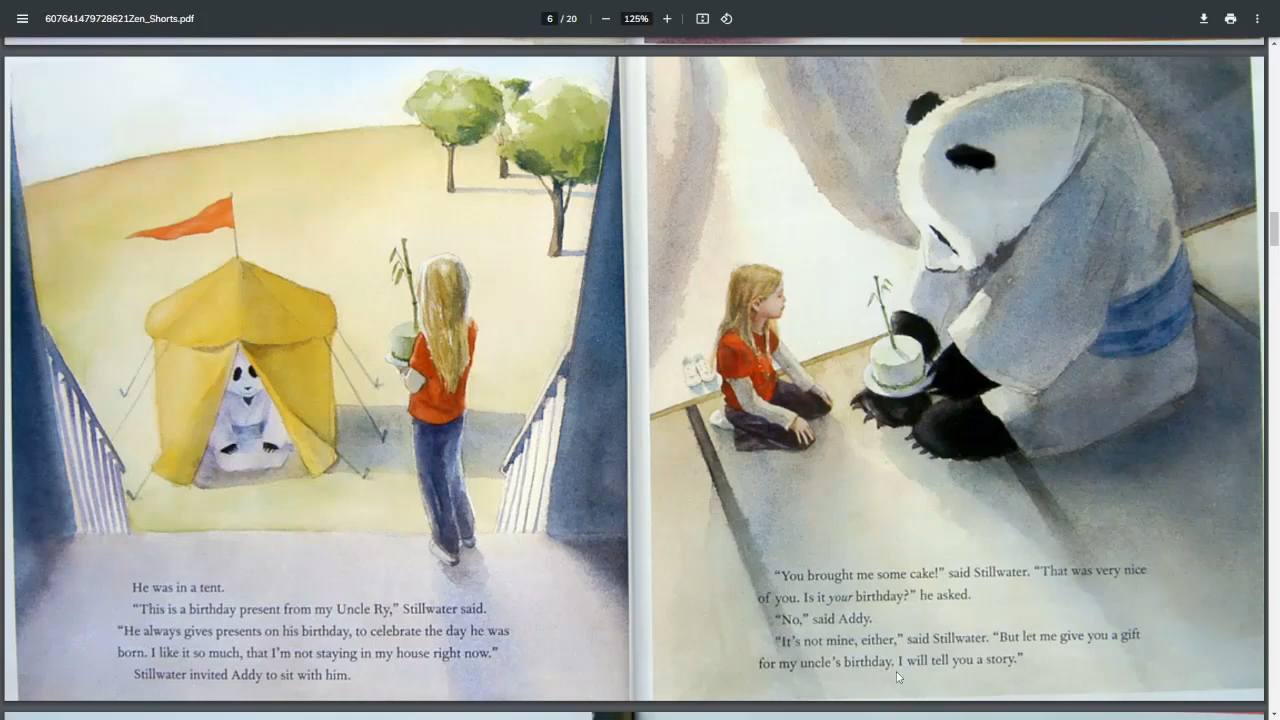 607641479728621Zen_Shorts.pdf
6 / 20
125%
He was in a tent.
“This is a birthday present from my Uncle Ry,” Stillwater said.
“He always gives presents on his birthday, to celebrate the day he was
born. I like it so much, that I’m not staying in my house right now.”
Stillwater invited Addy to sit with him.
“You brought me some cake!” said Stillwater. “That was very nice
of you. Is it your birthday?” he asked.
“No,” said Addy.
“It’s not mine, either,” said Stillwater. “But let me give you a gift
for my uncle’s birthday. I will tell you a story.”